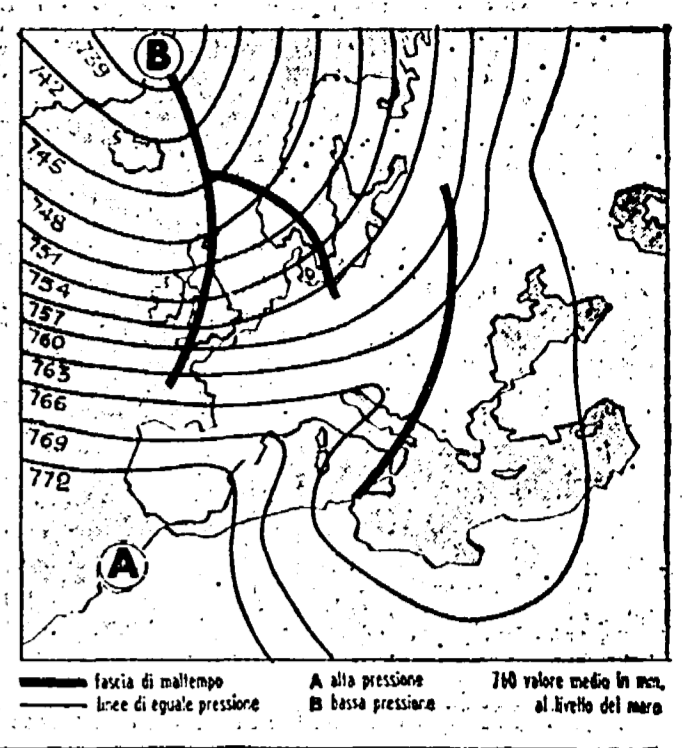 B
739
742
745
748
751
754
757
760
763
766
769
772
A
fascia di maltempo
linee di eguale pressione
A alta pressione
B bassa pressione
760 valore medio in mm.
al livello del mare